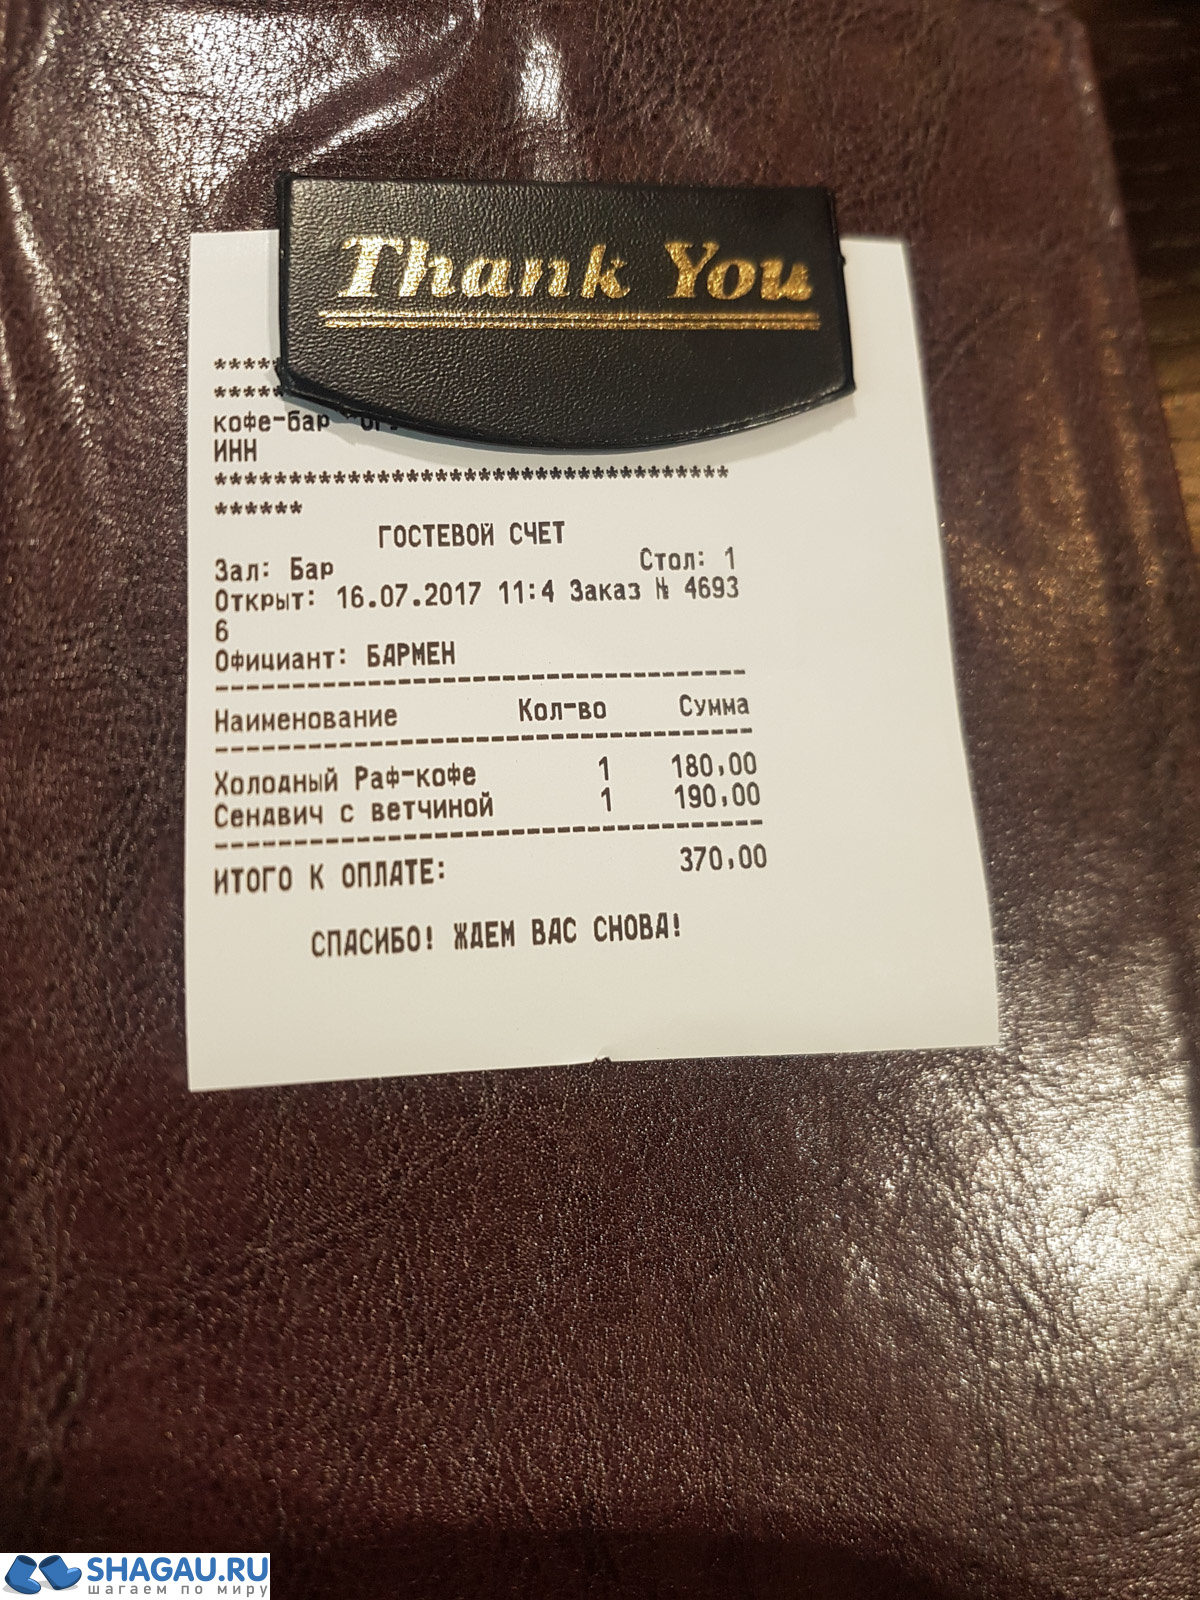 Thank You
*****
*****
кофе-бар
ИНН
***********************************
******
ГОСТЕВОЙ СЧЕТ
Зал: Бар Стол: 1
Открыт: 16.07.2017 11:4 Заказ № 4693
6
Официант: БАРМЕН
Наименование Кол-во Сумма
Холодный Раф-кофе 1 180,00
Сендвич с ветчиной 1 190,00
ИТОГО К ОПЛАТЕ: 370,00
СПАСИБО! ЖДЕМ ВАС СНОВА!
SHAGAU.RU
шагаем по миру